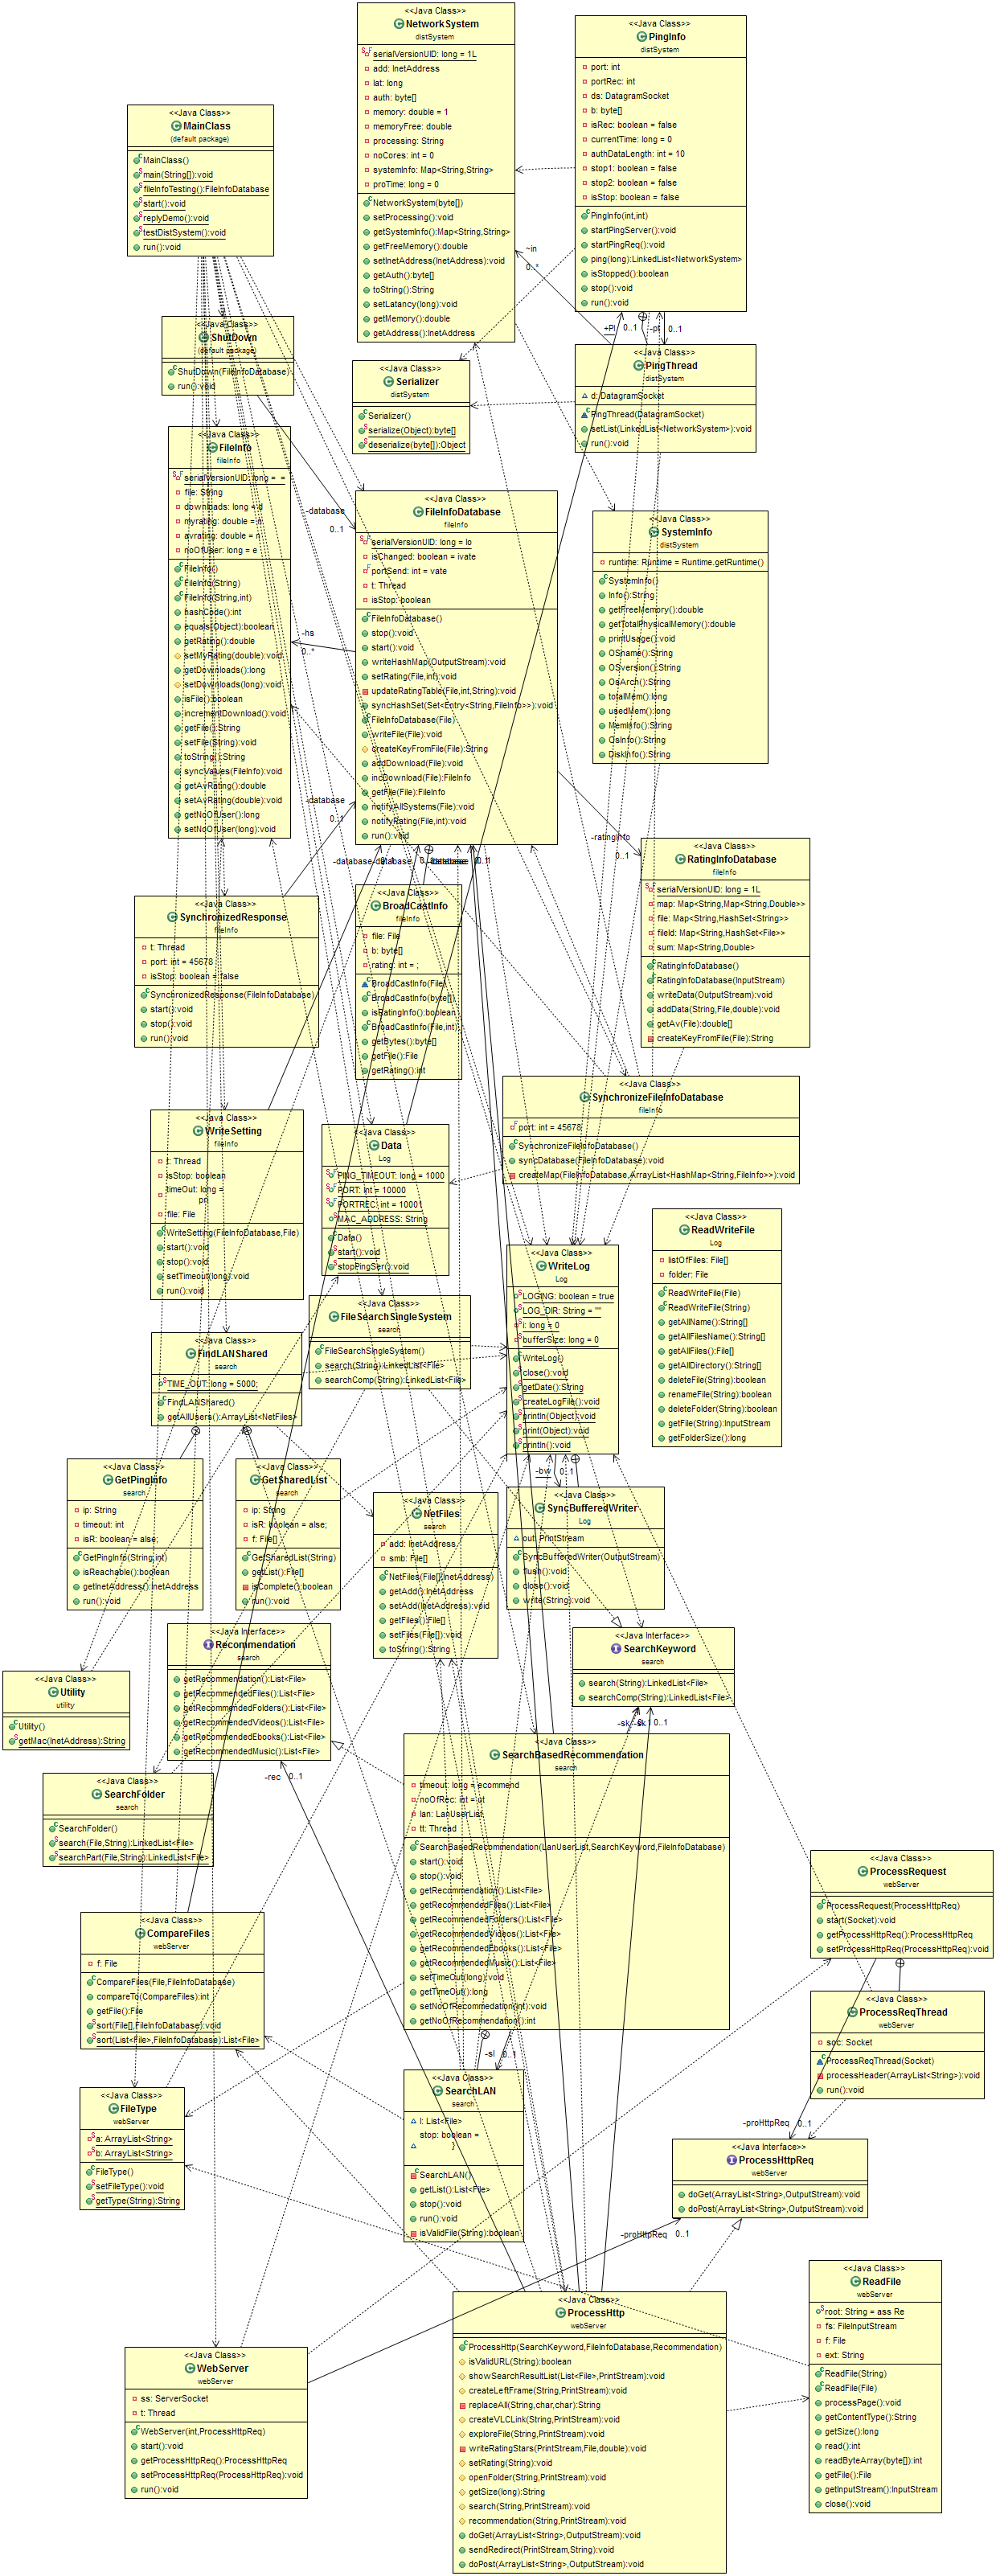 <<Java Class>>
NetworkSystem
distSystem
serialVersionUID: long = 1L
add: InetAddress
lat: long
auth: byte[]
memory: double = 1
memoryFree: double
processing: String
noCores: int = 0
systemInfo: Map<String,String>
proTime: long = 0
NetworkSystem(byte[])
setProcessing():void
getSystemInfo():Map<String,String>
getFreeMemory():double
setInetAddress(InetAddress):void
getAuth():byte[]
toString():String
setLatancy(long):void
getMemory():double
getAddress():InetAddress
<<Java Class>>
PingInfo
distSystem
port: int
portRec: int
ds: DatagramSocket
b: byte[]
isRec: boolean = false
currentTime: long = 0
authDataLength: int = 10
stop1: boolean = false
stop2: boolean = false
isStop: boolean = false
PingInfo(int,int)
startPingServer():void
startPingReq():void
ping(long):LinkedList<NetworkSystem>
isStopped():boolean
stop():void
run():void
<<Java Class>>
MainClass
(default package)
MainClass()
main(String[]):void
fileInfoTesting():FileInfoDatabase
start():void
replyDemo():void
testDistSystem():void
run():void
~in
0..*
+PI
0..1
-pt
0..1
<<Java Class>>
ShutDown
(default package)
ShutDown(FileInfoDatabase)
run():void
<<Java Class>>
Serializer
distSystem
Serializer()
serialize(Object):byte[]
deserialize(byte[]):Object
<<Java Class>>
PingThread
distSystem
d: DatagramSocket
PingThread(DatagramSocket)
setList(LinkedList<NetworkSystem>):void
run():void
<<Java Class>>
FileInfo
fileInfo
serialVersionUID: long = =
file: String
downloads: long = d
myrating: double = n
avrating: double = n
noOfUser: long = e
FileInfo()
FileInfo(String)
FileInfo(String,int)
hashCode():int
equals(Object):boolean
getRating():double
setMyRating(double):void
getDownloads():long
setDownloads(long):void
isFile():boolean
incrementDownload():void
getFile():String
setFile(String):void
toString():String
syncValues(FileInfo):void
getAvRating():double
setAvRating(double):void
getNoOfUser():long
setNoOfUser(long):void
-database
0..1
-hs
0..*
<<Java Class>>
FileInfoDatabase
fileInfo
serialVersionUID: long = lo
isChanged: boolean = ivate
portSend: int = vate
t: Thread
isStop: boolean
FileInfoDatabase()
stop():void
start():void
writeHashMap(OutputStream):void
setRating(File,int):void
updateRatingTable(File,int,String):void
syncHashSet(Set<Entry<String,FileInfo>>):void
FileInfoDatabase(File)
writeFile(File):void
createKeyFromFile(File):String
addDownload(File):void
incDownload(File):FileInfo
getFile(File):FileInfo
notifyAllSystems(File):void
notifyRating(File,int):void
run():void
<<Java Class>>
SystemInfo
distSystem
runtime: Runtime = Runtime.getRuntime()
SystemInfo()
Info():String
getFreeMemory():double
getTotalPhysicalMemory():double
printUsage():void
OSname():String
OSversion():String
OsArch():String
totalMem():long
usedMem():long
MemInfo():String
OsInfo():String
DiskInfo():String
-database
0..1
-database
-database
-ratingInfo
0..1
<<Java Class>>
RatingInfoDatabase
fileInfo
serialVersionUID: long = 1L
map: Map<String,Map<String,Double>>
file: Map<String,HashSet<String>>
fileId: Map<String,HashSet<File>>
sum: Map<String,Double>
RatingInfoDatabase()
RatingInfoDatabase(InputStream)
writeData(OutputStream):void
addData(String,File,double):void
getAv(File):double[]
createKeyFromFile(File):String
<<Java Class>>
SynchronizedResponse
fileInfo
t: Thread
port: int = 45678
isStop: boolean = false
SynchronizedResponse(FileInfoDatabase)
start():void
stop():void
run():void
<<Java Class>>
BroadCastInfo
fileInfo
file: File
b: byte[]
rating: int = ;
BroadCastInfo(File)
BroadCastInfo(byte[])
isRatingInfo():boolean
BroadCastInfo(File,int)
getBytes():byte[]
getFile():File
getRating():int
<<Java Class>>
SynchronizeFileInfoDatabase
fileInfo
port: int = 45678
SynchronizeFileInfoDatabase()
syncDatabase(FileInfoDatabase):void
createMap(FileInfoDatabase,ArrayList<HashMap<String,FileInfo>>):void
<<Java Class>>
WriteSetting
fileInfo
t: Thread
isStop: boolean
timeOut: long =
pri
file: File
WriteSetting(FileInfoDatabase,File)
start():void
stop():void
setTimeout(long):void
run():void
<<Java Class>>
Data
Log
PING_TIMEOUT: long = 1000
PORT: int = 10000
PORTREC: int = 10001
MAC_ADDRESS: String
Data()
start():void
stopPingSer():void
<<Java Class>>
WriteLog
Log
LOGING: boolean = true
LOG_DIR: String = ""
i: long = 0
bufferSize: long = 0
WriteLog()
close():void
getDate():String
createLogFile():void
println(Object):void
print(Object):void
println():void
<<Java Class>>
ReadWriteFile
Log
listOfFiles: File[]
folder: File
ReadWriteFile(File)
ReadWriteFile(String)
getAllName():String[]
getAllFilesName():String[]
getAllFiles():File[]
getAllDirectory():String[]
deleteFile(String):boolean
renameFile(String):boolean
deleteFolder(String):boolean
getFile(String):InputStream
getFolderSize():long
<<Java Class>>
FileSearchSingleSystem
search
FileSearchSingleSystem()
search(String):LinkedList<File>
searchComp(String):LinkedList<File>
<<Java Class>>
FindLANShared
search
TIME_OUT: long = 5000;
FindLANShared()
getAllUsers():ArrayList<NetFiles>
<<Java Class>>
GetPingInfo
search
ip: String
timeout: int
isR: boolean = alse;
GetPingInfo(String,int)
isReachable():boolean
getInetAddress():InetAddress
run():void
<<Java Class>>
GetSharedList
search
ip: String
isR: boolean = alse;
f: File[]
GetSharedList(String)
getList():File[]
isComplete():boolean
run():void
<<Java Class>>
NetFiles
search
add: InetAddress
smb: File[]
NetFiles(File[],InetAddress)
getAdd():InetAddress
setAdd(InetAddress):void
getFiles():File[]
setFiles(File[]):void
toString():String
-bw
0..1
<<Java Class>>
SyncBufferedWriter
Log
out: PrintStream
SyncBufferedWriter(OutputStream)
flush():void
close():void
write(String):void
<<Java Interface>>
Recommendation
search
getRecommendation():List<File>
getRecommendedFiles():List<File>
getRecommendedFolders():List<File>
getRecommendedVideos():List<File>
getRecommendedEbooks():List<File>
getRecommendedMusic():List<File>
<<Java Interface>>
SearchKeyword
search
search(String):LinkedList<File>
searchComp(String):LinkedList<File>
<<Java Class>>
Utility
utility
Utility()
getMac(InetAddress):String
-sk
-sk
0..1
-rec
0..1
<<Java Class>>
SearchFolder
search
SearchFolder()
search(File,String):LinkedList<File>
searchPart(File,String):LinkedList<File>
<<Java Class>>
SearchBasedRecommendation
search
timeout: long = ecommend
noOfRec: int = ut
lan: LanUserList
tt: Thread
SearchBasedRecommendation(LanUserList,SearchKeyword,FileInfoDatabase)
start():void
stop():void
getRecommendation():List<File>
getRecommendedFiles():List<File>
getRecommendedFolders():List<File>
getRecommendedVideos():List<File>
getRecommendedEbooks():List<File>
getRecommendedMusic():List<File>
setTimeOut(long):void
getTimeOut():long
setNoOfRecommedation(int):void
getNoOfRecommendation():int
<<Java Class>>
ProcessRequest
webServer
ProcessRequest(ProcessHttpReq)
start(Socket):void
getProcessHttpReq():ProcessHttpReq
setProcessHttpReq(ProcessHttpReq):void
<<Java Class>>
CompareFiles
webServer
f: File
CompareFiles(File,FileInfoDatabase)
compareTo(CompareFiles):int
getFile():File
sort(File[],FileInfoDatabase):void
sort(List<File>,FileInfoDatabase):List<File>
<<Java Class>>
ProcessReqThread
webServer
soc: Socket
ProcessReqThread(Socket)
processHeader(ArrayList<String>):void
run():void
-sl
0..1
<<Java Class>>
FileType
webServer
a: ArrayList<String>
b: ArrayList<String>
FileType()
setFileType():void
getType(String):String
<<Java Class>>
SearchLAN
search
l: List<File>
stop: boolean =
}
SearchLAN()
getList():List<File>
stop():void
run():void
isValidFile(String):boolean
-proHttpReq
0..1
<<Java Interface>>
ProcessHttpReq
webServer
doGet(ArrayList<String>,OutputStream):void
doPost(ArrayList<String>,OutputStream):void
-proHttpReq
0..1
<<Java Class>>
ReadFile
webServer
root: String = ass Re
fs: FileInputStream
f: File
ext: String
ReadFile(String)
ReadFile(File)
processPage():void
getContentType():String
getSize():long
read():int
readByteArray(byte[]):int
getFile():File
getInputStream():InputStream
close():void
<<Java Class>>
ProcessHttp
webServer
ProcessHttp(SearchKeyword,FileInfoDatabase,Recommendation)
isValidURL(String):boolean
showSearchResultList(List<File>,PrintStream):void
createLeftFrame(String,PrintStream):void
replaceAll(String,char,char):String
createVLCLink(String,PrintStream):void
exploreFile(String,PrintStream):void
writeRatingStars(PrintStream,File,double):void
setRating(String):void
openFolder(String,PrintStream):void
getSize(long):String
search(String,PrintStream):void
recommendation(String,PrintStream):void
doGet(ArrayList<String>,OutputStream):void
sendRedirect(PrintStream,String):void
doPost(ArrayList<String>,OutputStream):void
<<Java Class>>
WebServer
webServer
ss: ServerSocket
t: Thread
WebServer(int,ProcessHttpReq)
start():void
getProcessHttpReq():ProcessHttpReq
setProcessHttpReq(ProcessHttpReq):void
run():void